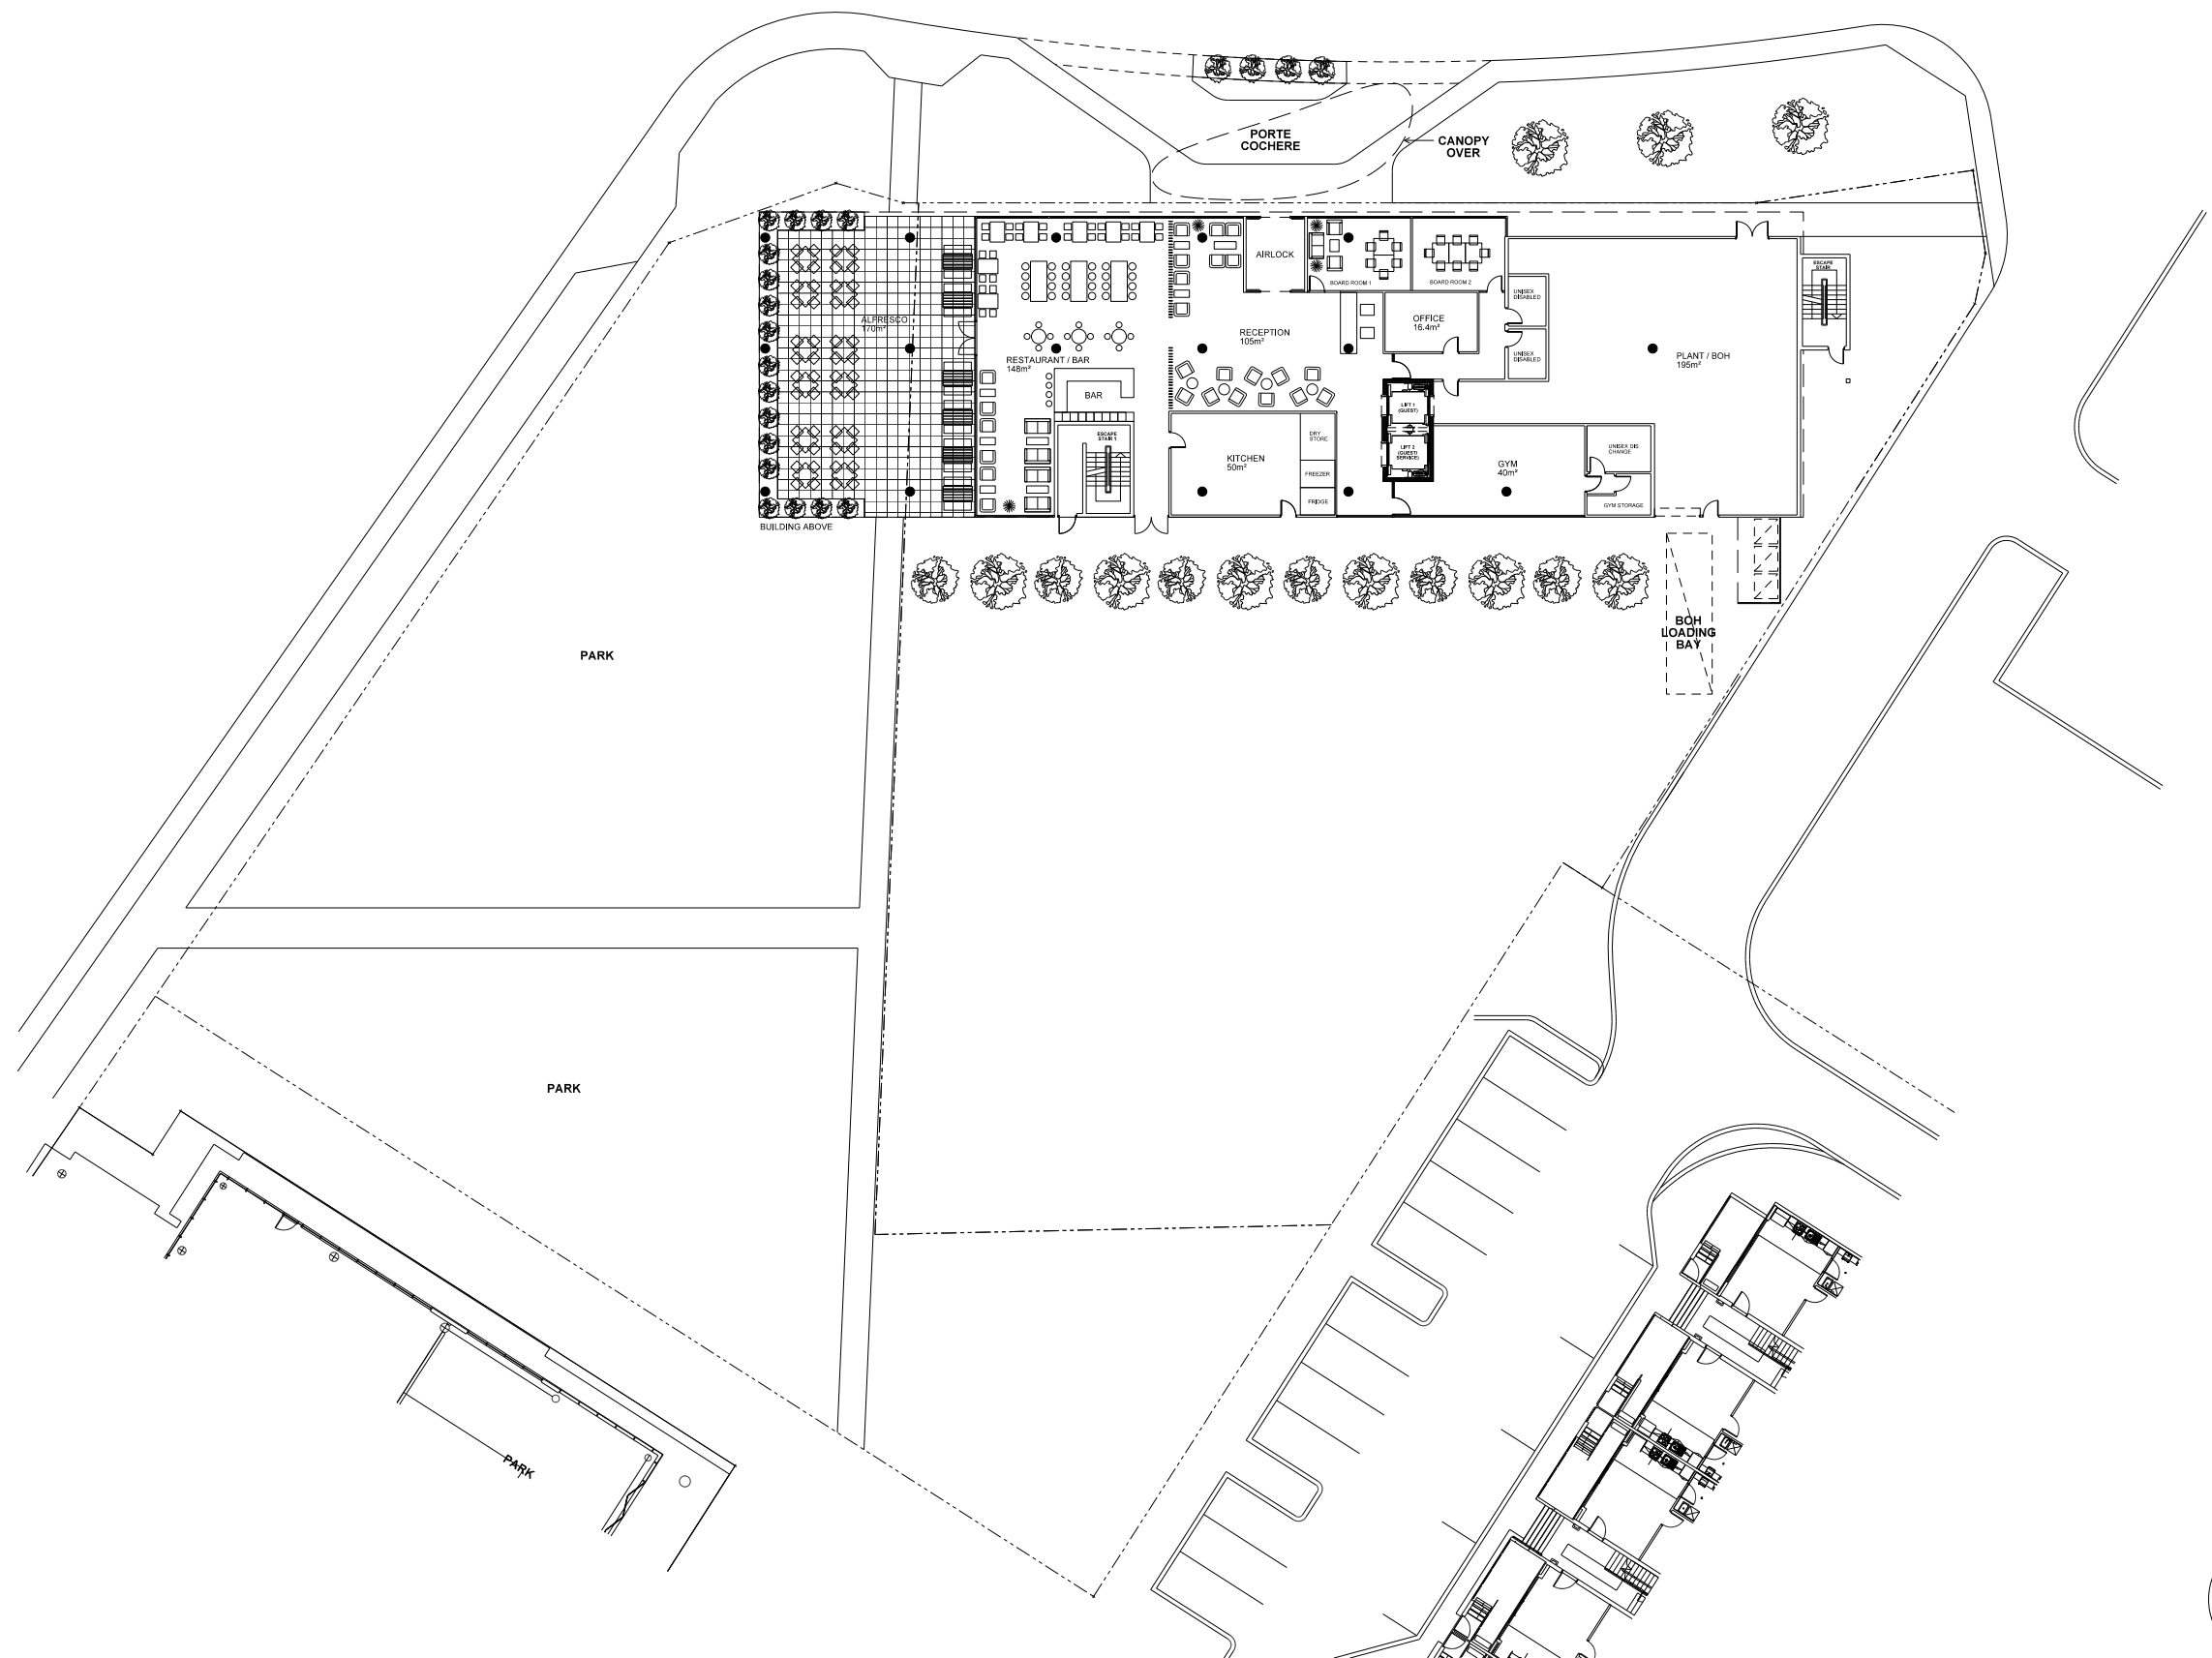 PORTE
COCHERE
CANOPY
OVER
AIRLOCK
ESCAPE
STAIR
BOARD ROOM 1
BOARD ROOM 2
UNISEX
DISABLED
ALFRESCO
170m²
OFFICE
16.4m²
RECEPTION
105m²
RESTAURANT / BAR
148m²
UNISEX
DISABLED
PLANT / BOH
195m²
BAR
LIFT 1
(GUEST)
ESCAPE
STAIR 1
DRY
STORE
LIFT 2
(GUEST/
SERVICE)
UNISEX DIS
CHANGE
KITCHEN
50m²
GYM
40m²
FREEZER
FRIDGE
GYM STORAGE
BUILDING ABOVE
BOH
LOADING
BAY
PARK
PARK
PARK